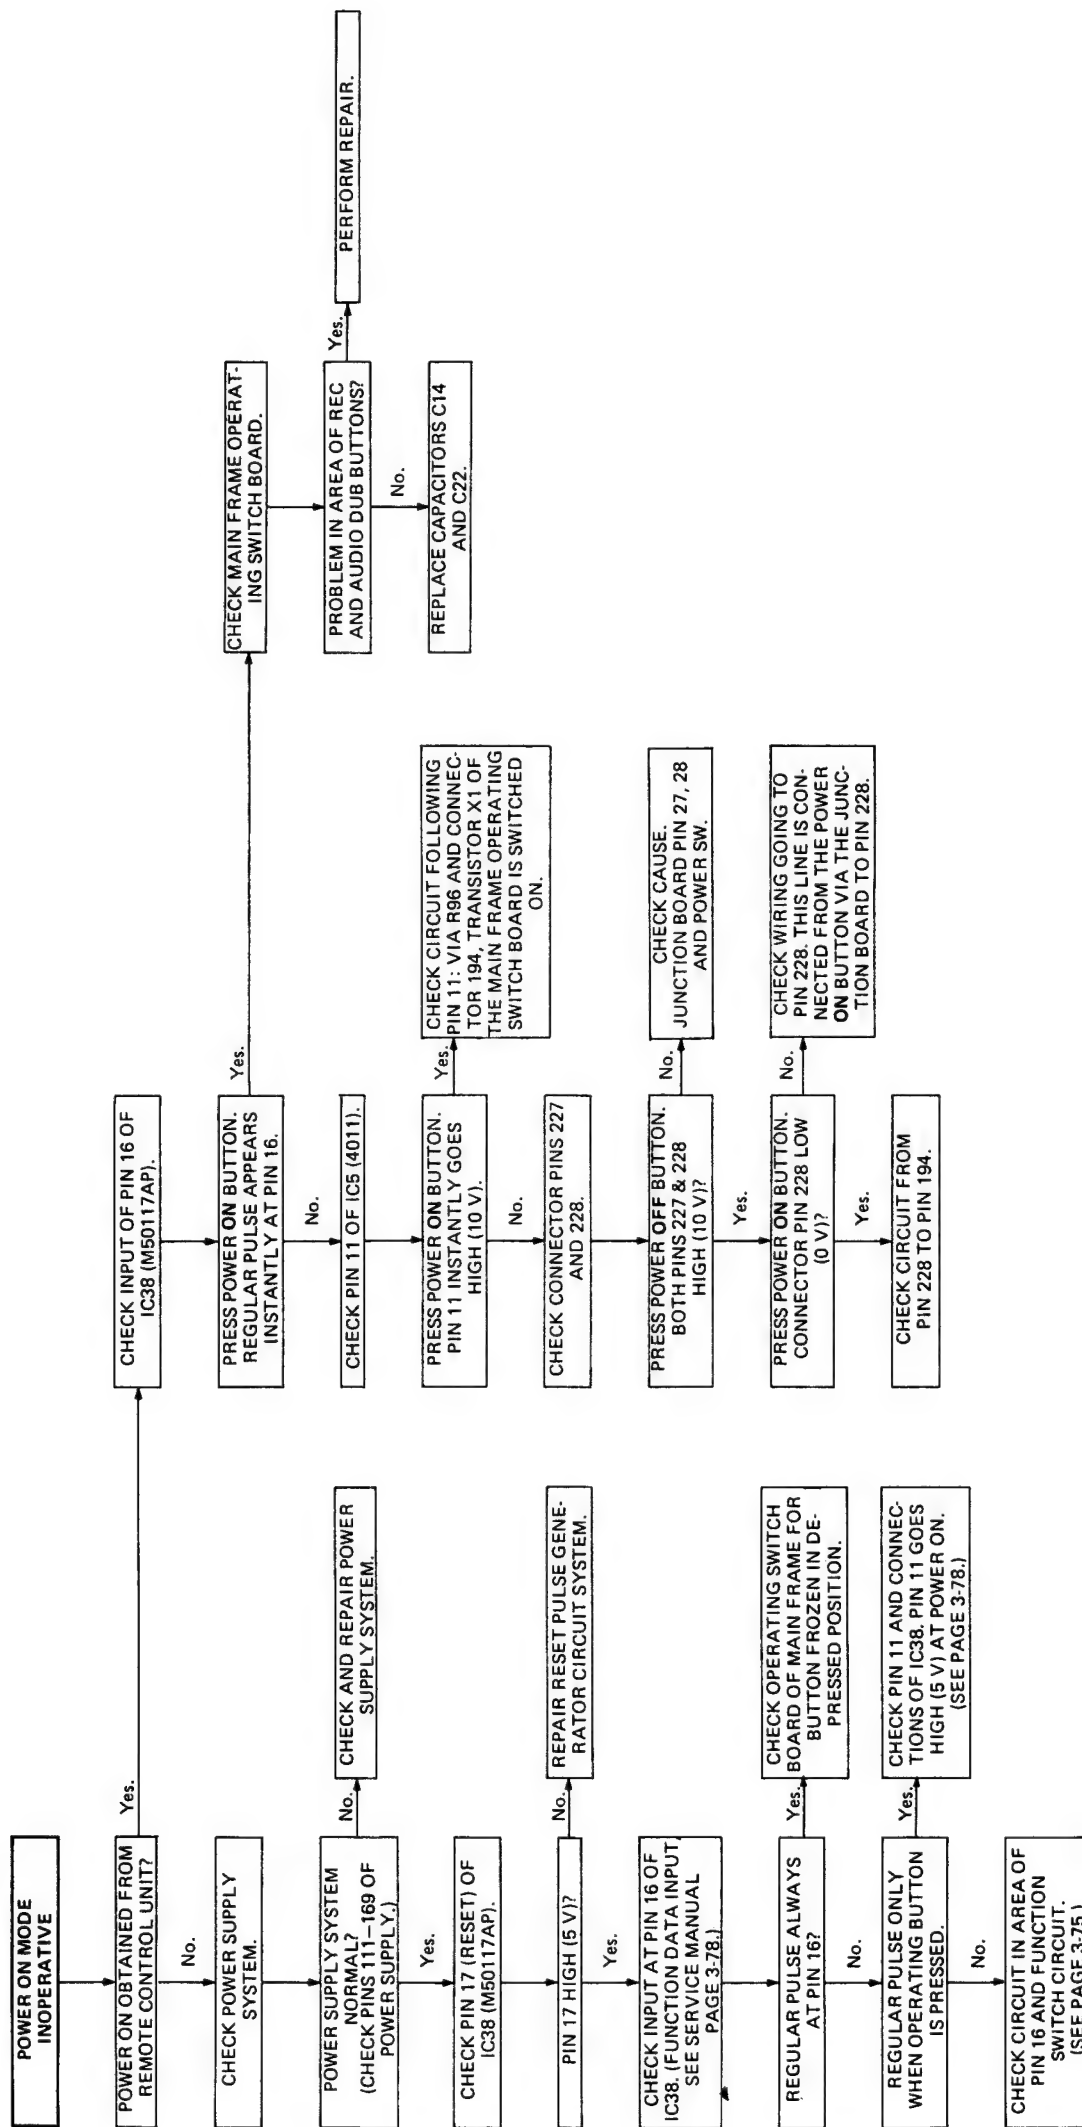 POWER ON MODE
INOPERATIVE
POWER ON OBTAINED FROM
REMOTE CONTROL UNIT?
Yes.
No.
CHECK POWER SUPPLY
SYSTEM.
POWER SUPPLY SYSTEM
NORMAL?
(CHECK PINS 111–169 OF
POWER SUPPLY.)
No.
CHECK AND REPAIR POWER
SUPPLY SYSTEM.
Yes.
CHECK PIN 17 (RESET) OF
IC38 (M50117AP).
PIN 17 HIGH (5 V)?
No.
REPAIR RESET PULSE GENE-
RATOR CIRCUIT SYSTEM.
Yes.
CHECK INPUT AT PIN 16 OF
IC38. (FUNCTION DATA INPUT,
SEE SERVICE MANUAL
PAGE 3-78.)
REGULAR PULSE ALWAYS
AT PIN 16?
Yes.
CHECK OPERATING SWITCH
BOARD OF MAIN FRAME FOR
BUTTON FROZEN IN DE-
PRESSED POSITION.
No.
REGULAR PULSE ONLY
WHEN OPERATING BUTTON
IS PRESSED.
Yes.
CHECK PIN 11 AND CONNEC-
TIONS OF IC38. PIN 11 GOES
HIGH (5 V) AT POWER ON.
(SEE PAGE 3-78.)
No.
CHECK CIRCUIT IN AREA OF
PIN 16 AND FUNCTION
SWITCH CIRCUIT.
(SEE PAGE 3-75.)
CHECK INPUT OF PIN 16 OF
IC38 (M50117AP).
PRESS POWER ON BUTTON.
REGULAR PULSE APPEARS
INSTANTLY AT PIN 16.
Yes.
No.
CHECK PIN 11 OF IC5 (4011).
PRESS POWER ON BUTTON.
PIN 11 INSTANTLY GOES
HIGH (10 V).
Yes.
CHECK CIRCUIT FOLLOWING
PIN 11: VIA R96 AND CONNEC-
TOR 194, TRANSISTOR X1 OF
THE MAIN FRAME OPERATING
SWITCH BOARD IS SWITCHED
ON.
No.
CHECK CONNECTOR PINS 227
AND 228.
PRESS POWER OFF BUTTON.
BOTH PINS 227 & 228
HIGH (10 V)?
No.
CHECK CAUSE.
JUNCTION BOARD PIN 27, 28
AND POWER SW.
Yes.
PRESS POWER ON BUTTON.
CONNECTOR PIN 228 LOW
(0 V)?
No.
CHECK WIRING GOING TO
PIN 228. THIS LINE IS CON-
NECTED FROM THE POWER
ON BUTTON VIA THE JUNC-
TION BOARD TO PIN 228.
Yes.
CHECK CIRCUIT FROM
PIN 228 TO PIN 194.
CHECK MAIN FRAME OPERAT-
ING SWITCH BOARD.
PROBLEM IN AREA OF REC
AND AUDIO DUB BUTTONS?
Yes.
PERFORM REPAIR.
No.
REPLACE CAPACITORS C14
AND C22.